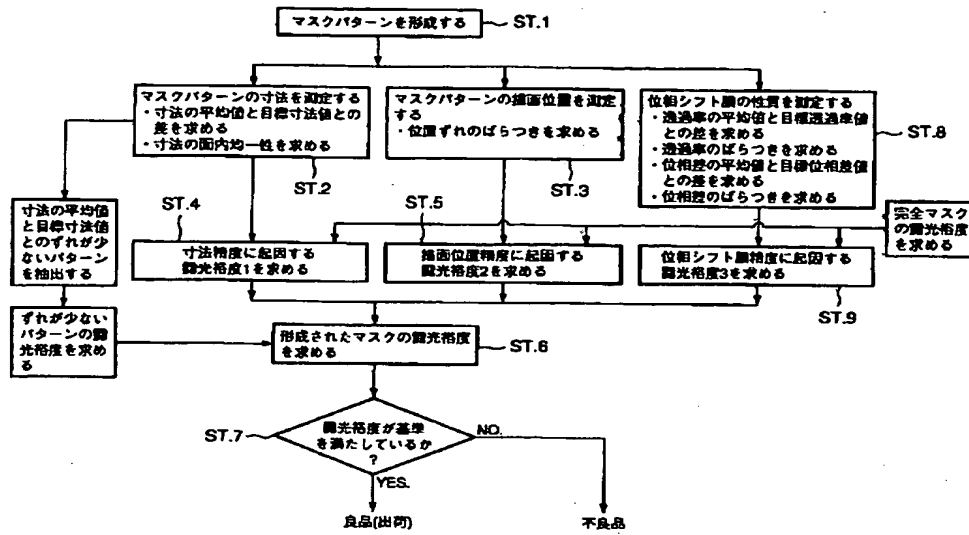 マスクパターンを形成する
ST.1
マスクパターンの寸法を測定する
・寸法の平均値と目標寸法値との
差を求める
・寸法の面内均一性を求める
ST.2
マスクパターンの描画位置を測定
する
・位置ずれのばらつきを求める
ST.3
位相シフト膜の性質を測定する
・透過率の平均値と目標透過率値
との差を求める
・透過率のばらつきを求める
・位相差の平均値と目標位相差値
との差を求める
・位相差のばらつきを求める
ST.8
寸法の平均値
と目標寸法値
とのずれが少
ないパターン
を抽出する
ST.4
寸法精度に起因する
露光裕度1を求める
ST.5
描画位置精度に起因する
露光裕度2を求める
位相シフト膜精度に起因する
露光裕度3を求める
ST.9
完全マスク
の露光裕度
を求める
ずれが少ない
パターンの露
光裕度を求め
る
形成されたマスクの露光裕度
を求める
ST.6
ST.7
露光裕度が基準
を満たしているか
?
NO.
YES.
良品(出荷)
不良品